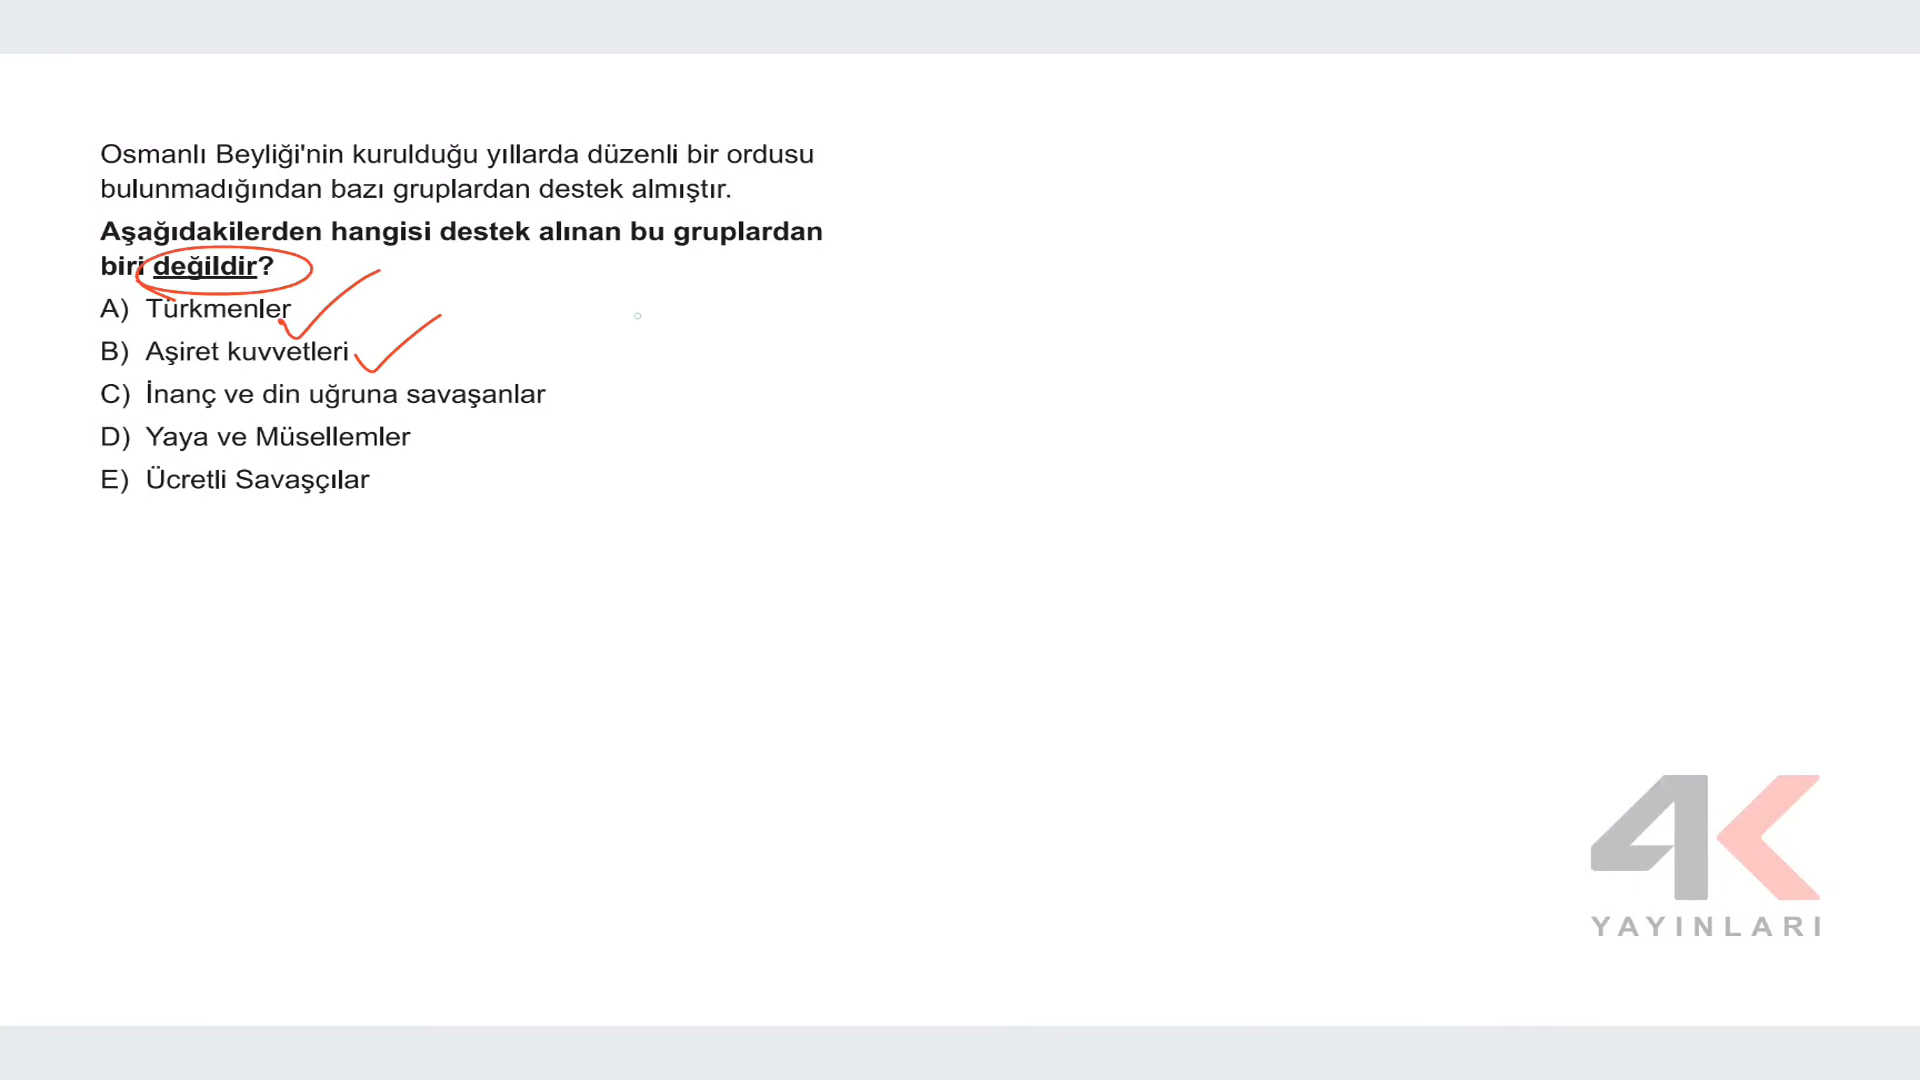 Osmanlı Beyliği'nin kurulduğu yıllarda düzenli bir ordusu
bulunmadığından bazı gruplardan destek almıştır.
Aşağıdakilerden hangisi destek alınan bu gruplardan
biri değildir?
A) Türkmenler
B) Aşiret kuvvetleri
C) İnanç ve din uğruna savaşanlar
D) Yaya ve Müsellemler
E) Ücretli Savaşçılar
4K
YAYINLARI